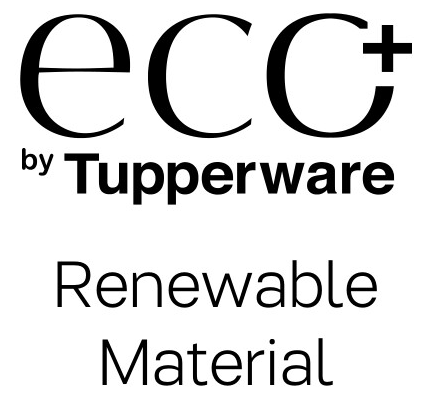 eco+
by Tupperware
Renewable
Material